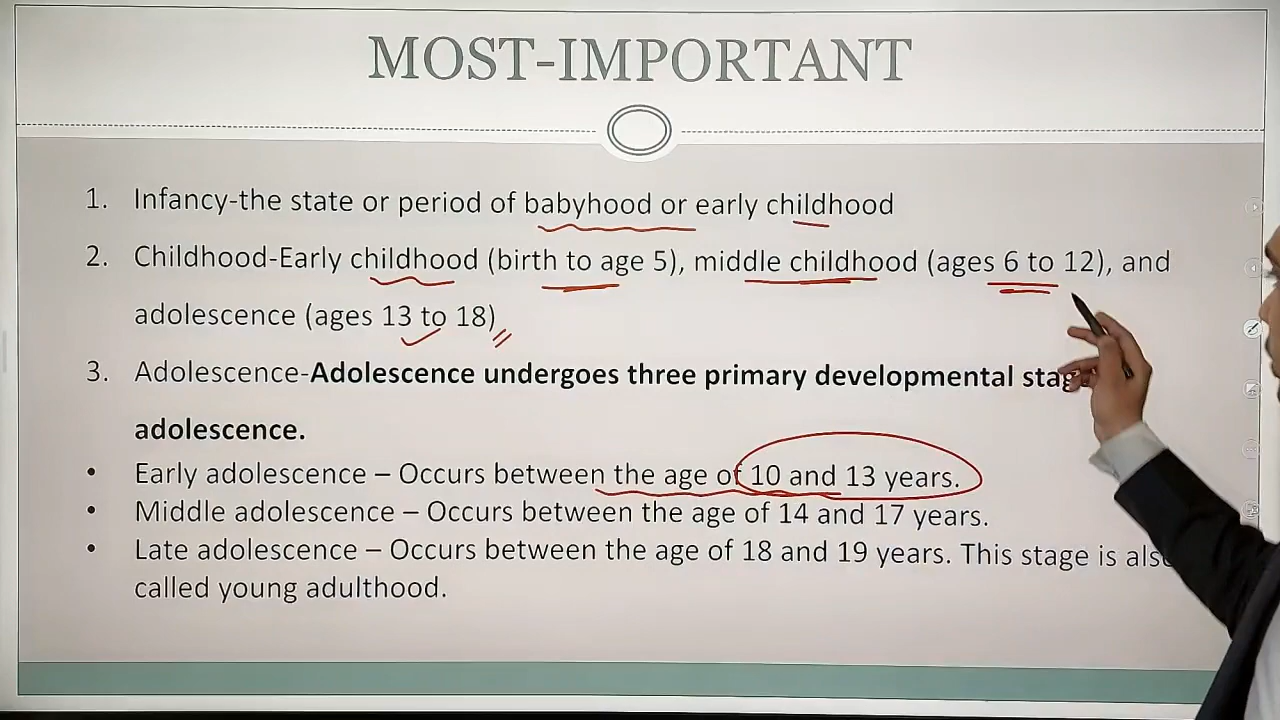 MOST-IMPORTANT
1. Infancy-the state or period of babyhood or early childhood
2. Childhood-Early childhood (birth to age 5), middle childhood (ages 6 to 12), and
adolescence (ages 13 to 18)
3. Adolescence-Adolescence undergoes three primary developmental
adolescence.
• Early adolescence – Occurs between the age of 10 and 13 years.
• Middle adolescence – Occurs between the age of 14 and 17 years.
• Late adolescence – Occurs between the age of 18 and 19 years. This stage is
called young adulthood.